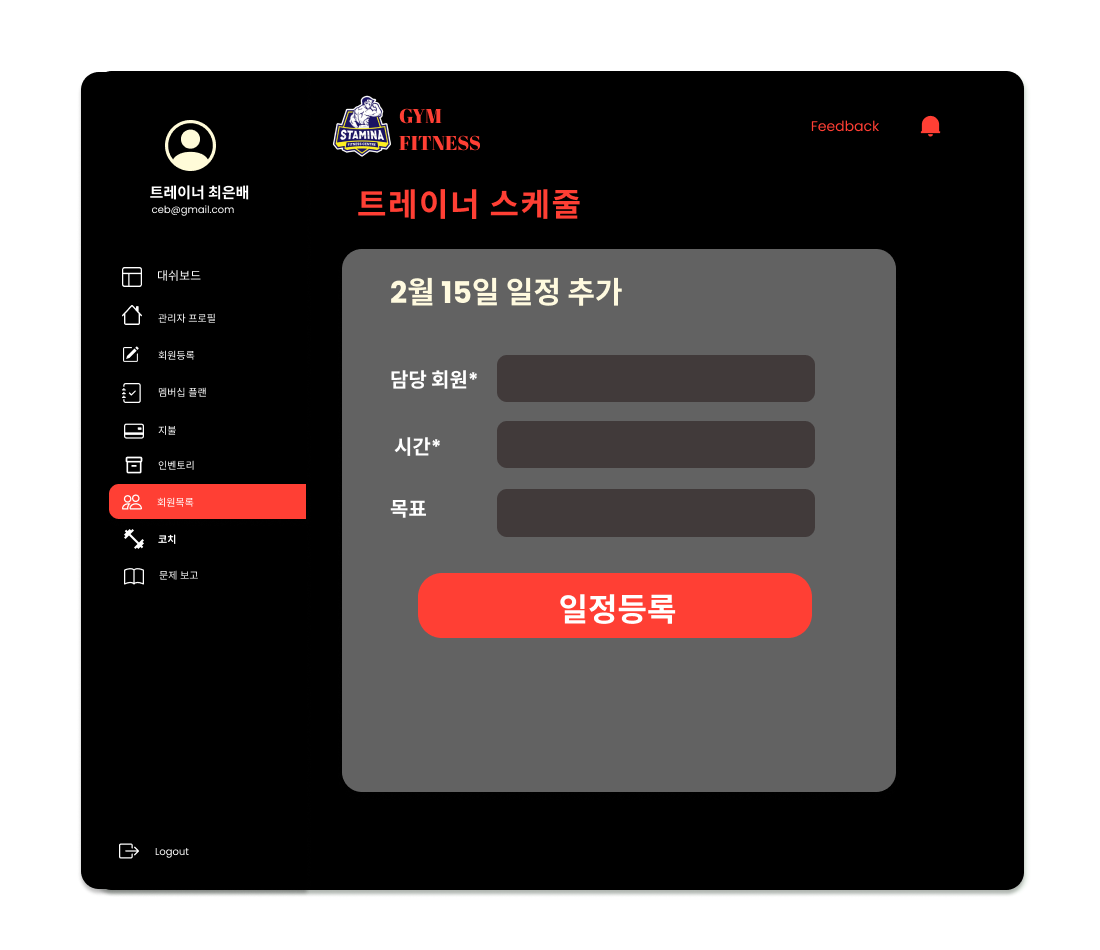 트레이너 최은배
ceb@gmail.com
대쉬보드
관리자 프로필
회원등록
멤버십 플랜
지불
인벤토리
회원목록
코치
문제 보고
Logout
STAMINA
FITNESS CENTRE
GYM
FITNESS
Feedback
트레이너 스케줄
2월 15일 일정 추가
담당 회원*
시간*
목표
일정등록